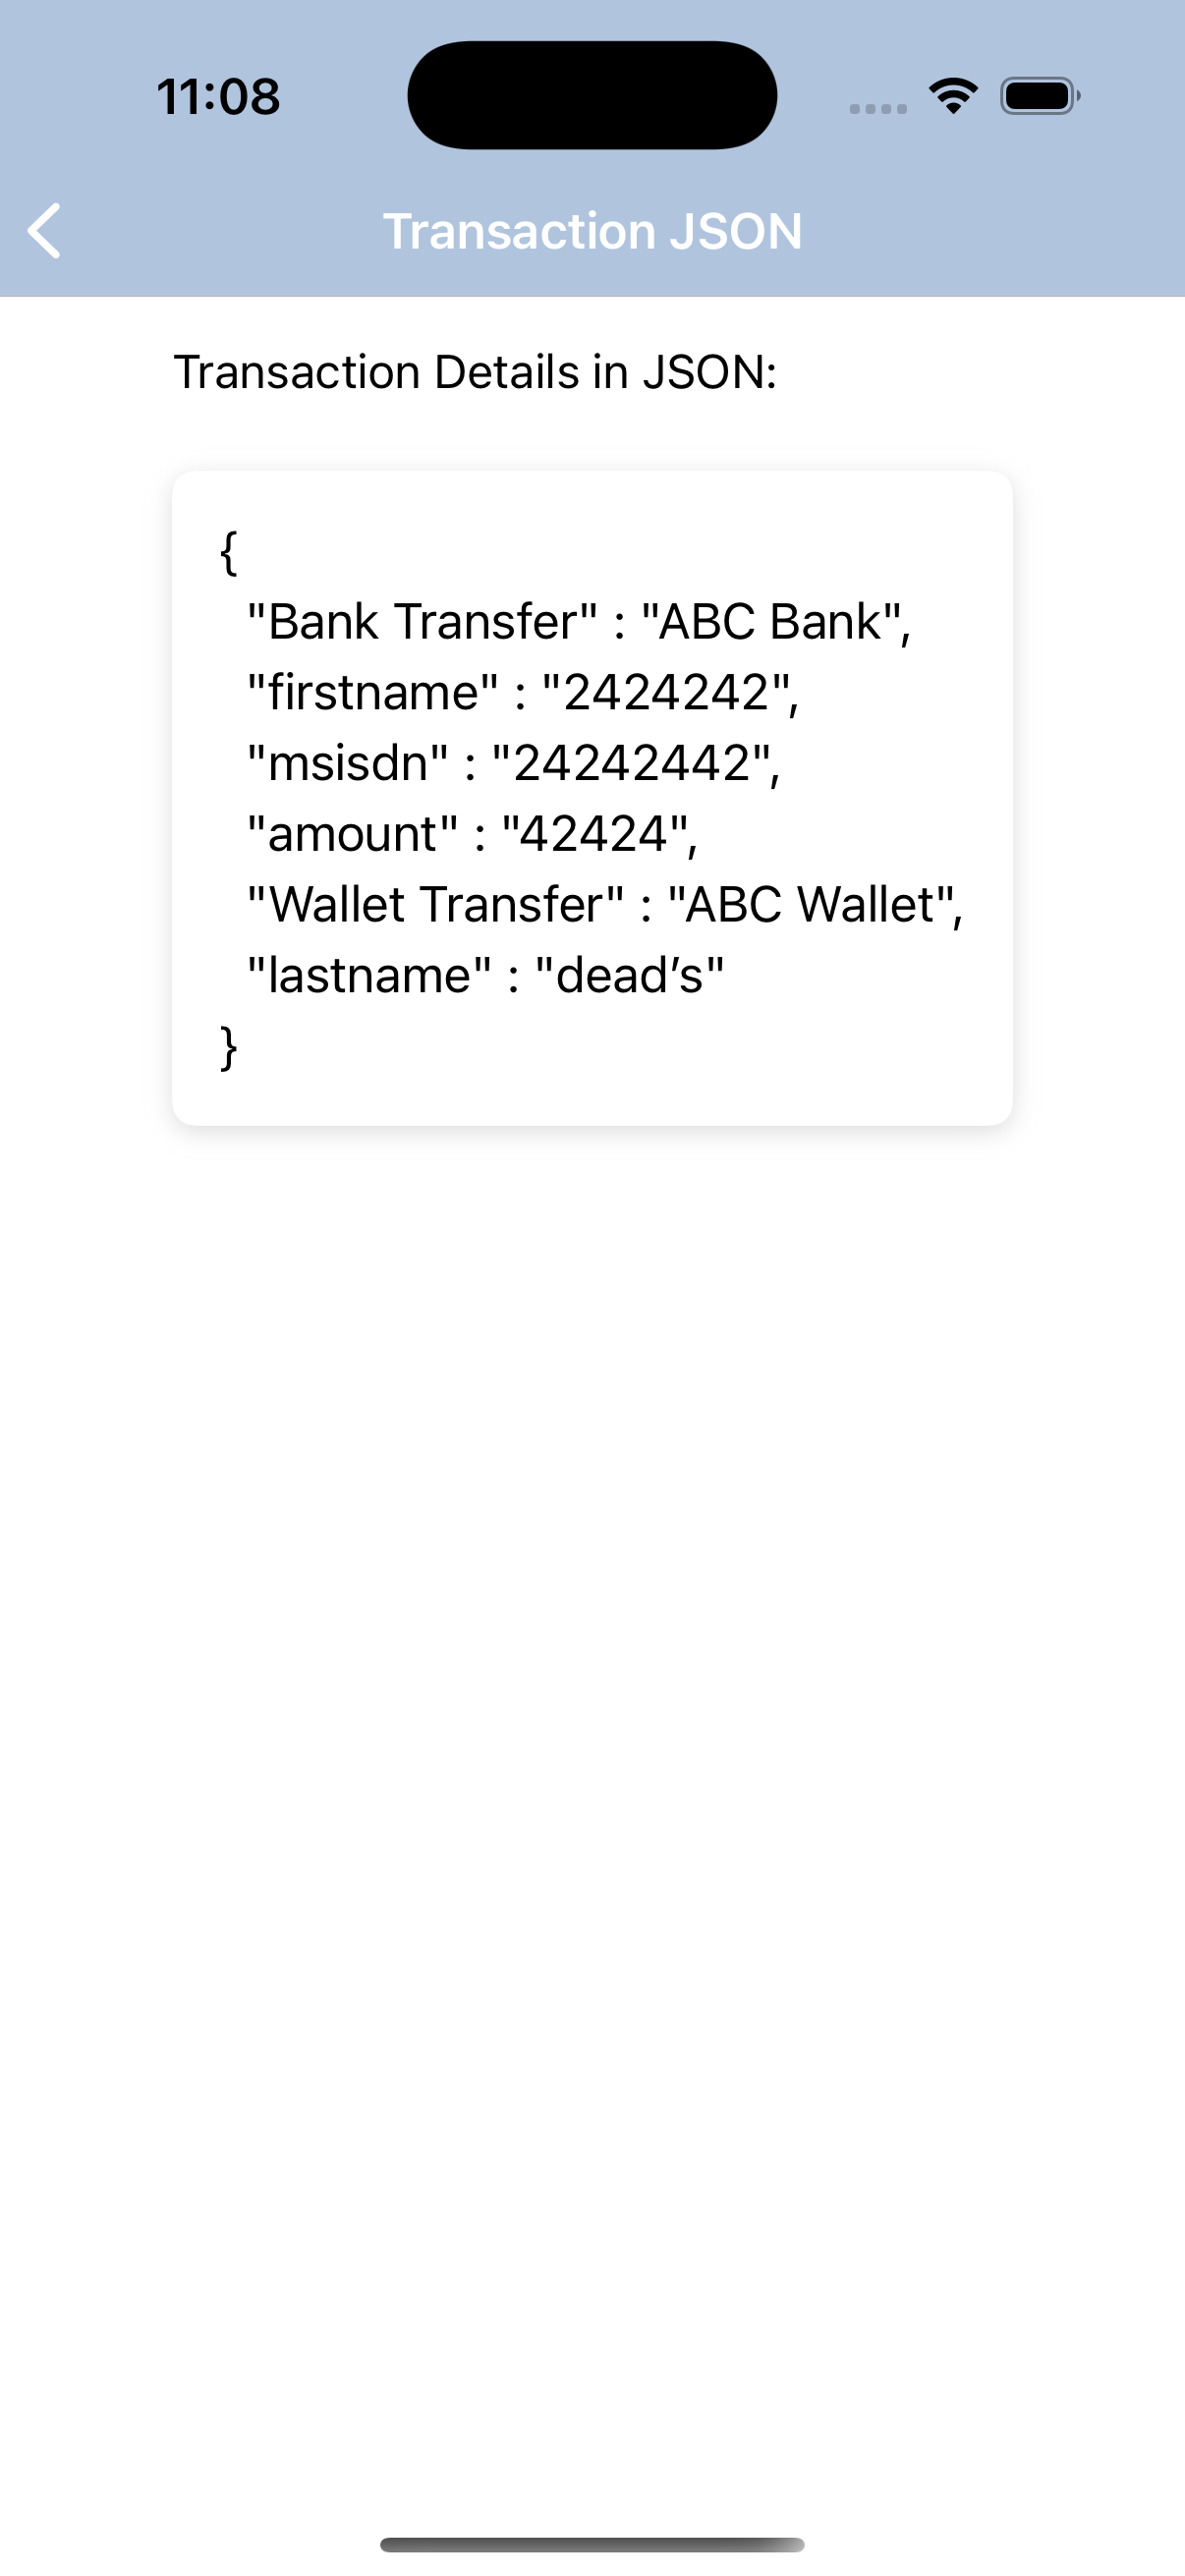 11:08
Transaction JSON
Transaction Details in JSON:
{
"Bank Transfer" : "ABC Bank",
"firstname" : "2424242",
"msisdn" : "24242442",
"amount" : "42424",
"Wallet Transfer" : "ABC Wallet",
"lastname" : "dead’s"
}